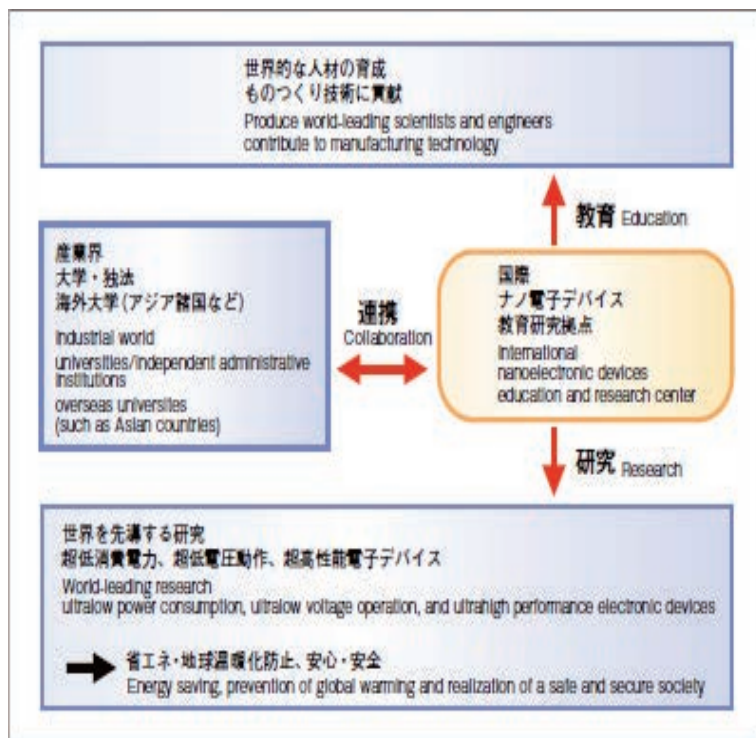 世界的な人材の育成
ものつくり技術に貢献
Produce world-leading scientists and engineers
contribute to manufacturing technology
教育 Education
産業界
大学・独法
海外大学(アジア諸国など)
Industrial world
universities/independent administrative
institutions
overseas universites
(such as Asian countries)
連携
Collaboration
国際
ナノ電子デバイス
教育研究拠点
International
nanoelectronic devices
education and research center
研究 Research
世界を先導する研究
超低消費電力、超低電圧動作、超高性能電子デバイス
World-leading research
ultralow power consumption, ultralow voltage operation, and ultrahigh performance electronic devices
省エネ・地球温暖化防止、安心・安全
Energy saving, prevention of global warming and realization of a safe and secure society